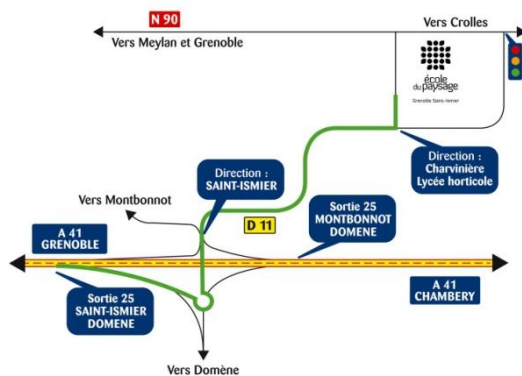 N 90
Vers Crolles
Vers Meylan et Grenoble
école
du paysage
Grenoble Saint-Ismier
Direction :
SAINT-ISMIER
Direction :
Charvinière
Lycée horticole
Vers Montbonnot
Sortie 25
MONTBONNOT
DOMENE
D 11
A 41
GRENOBLE
A 41
CHAMBERY
Sortie 25
SAINT-ISMIER
DOMENE
Vers Domène